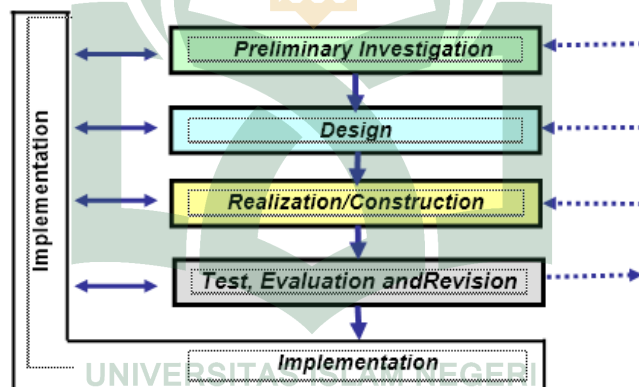 Preliminary Investigation
Design
Implementation
Realization/Construction
Test, Evaluation andRevision
Implementation
UNIVERSITAS ISLAM NEGERI